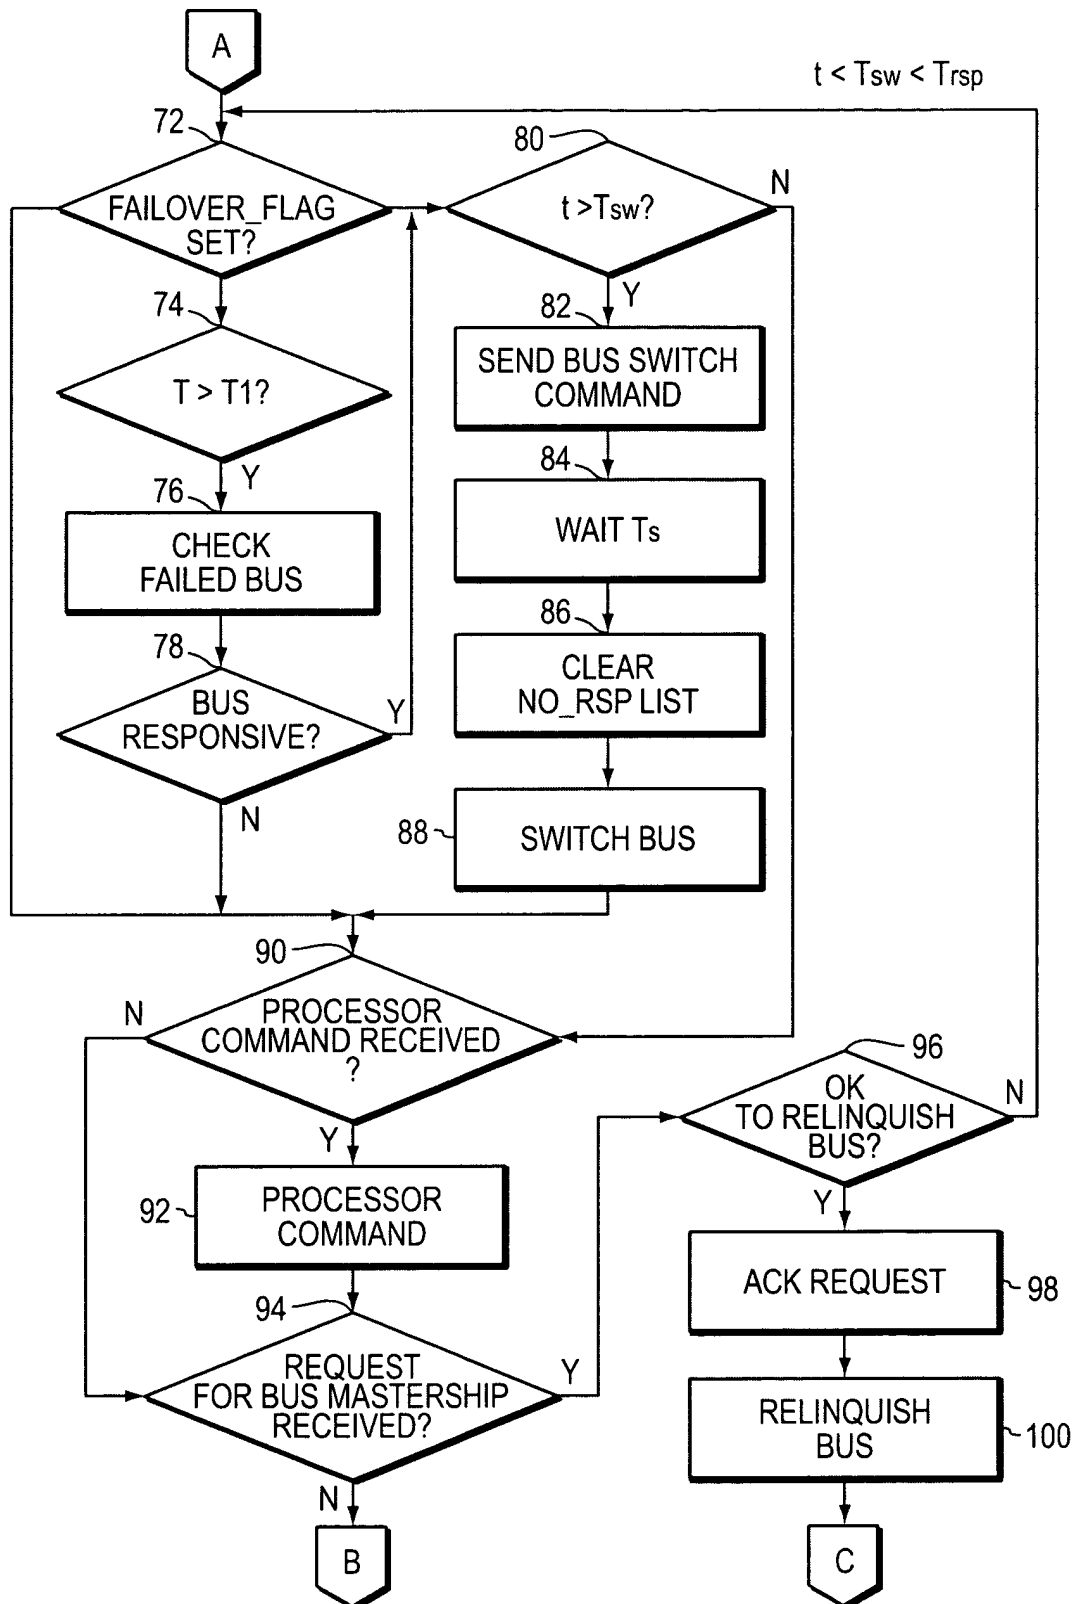 A
t < Tsw < Trsp
72
FAILOVER_FLAG
SET?
80
t >Tsw?
N
Y
74
T > T1?
Y
82
SEND BUS SWITCH
COMMAND
76
CHECK
FAILED BUS
84
WAIT Ts
78
BUS
RESPONSIVE?
Y
N
86
CLEAR
NO_RSP LIST
88
SWITCH BUS
90
PROCESSOR
COMMAND RECEIVED
?
N
Y
92
PROCESSOR
COMMAND
94
REQUEST
FOR BUS MASTERSHIP
RECEIVED?
Y
N
B
96
OK
TO RELINQUISH
BUS?
N
Y
ACK REQUEST
98
RELINQUISH
BUS
100
C